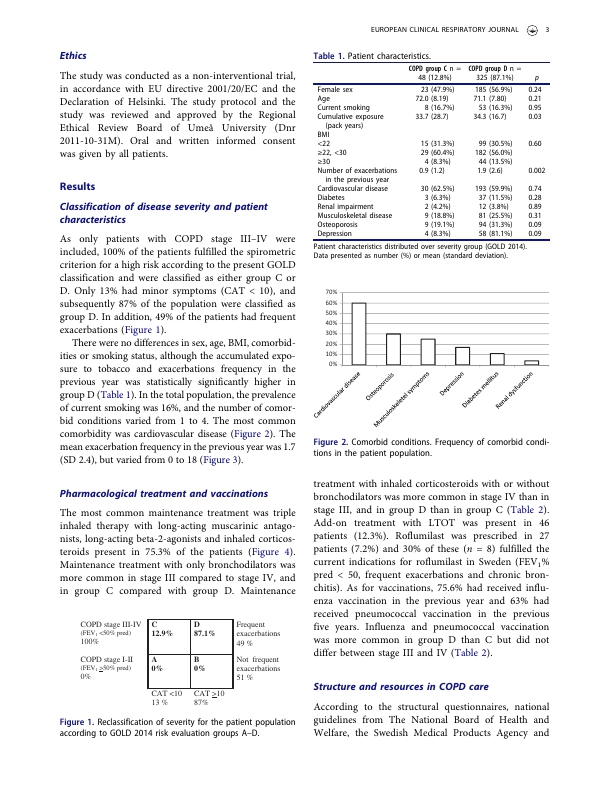 EUROPEAN CLINICAL RESPIRATORY JOURNAL 3
Ethics
The study was conducted as a non-interventional trial,
in accordance with EU directive 2001/20/EC and the
Declaration of Helsinki. The study protocol and the
study was reviewed and approved by the Regional
Ethical Review Board of Umeå University (Dnr
2011-10-31M). Oral and written informed consent
was given by all patients.
Results
Classification of disease severity and patient
characteristics
As only patients with COPD stage III–IV were
included, 100% of the patients fulfilled the spirometric
criterion for a high risk according to the present GOLD
classification and were classified as either group C or
D. Only 13% had minor symptoms (CAT < 10), and
subsequently 87% of the population were classified as
group D. In addition, 49% of the patients had frequent
exacerbations (Figure 1).
There were no differences in sex, age, BMI, comorbid-
ities or smoking status, although the accumulated expo-
sure to tobacco and exacerbations frequency in the
previous year was statistically significantly higher in
group D (Table 1). In the total population, the prevalence
of current smoking was 16%, and the number of comor-
bid conditions varied from 1 to 4. The most common
comorbidity was cardiovascular disease (Figure 2). The
mean exacerbation frequency in the previous year was 1.7
(SD 2.4), but varied from 0 to 18 (Figure 3).
Pharmacological treatment and vaccinations
The most common maintenance treatment was triple
inhaled therapy with long-acting muscarinic antago-
nists, long-acting beta-2-agonists and inhaled corticos-
teroids present in 75.3% of the patients (Figure 4).
Maintenance treatment with only bronchodilators was
more common in stage III compared to stage IV, and
in group C compared with group D. Maintenance
COPD stage III-IV
(FEV1 <50% pred)
100%
C
12.9%
D
87.1%
Frequent
exacerbations
49 %
COPD stage I-II
(FEV1 ≥50% pred)
0%
A
0%
B
0%
Not frequent
exacerbations
51 %
CAT <10
13 %
CAT ≥10
87%
Figure 1. Reclassification of severity for the patient population
according to GOLD 2014 risk evaluation groups A–D.
Table 1. Patient characteristics.
COPD group C n =
48 (12.8%)
COPD group D n =
325 (87.1%)
p
Female sex 23 (47.9%) 185 (56.9%) 0.24
Age 72.0 (8.19) 71.1 (7.80) 0.21
Current smoking 8 (16.7%) 53 (16.3%) 0.95
Cumulative exposure 33.7 (28.7) 34.3 (16.7) 0.03
(pack years)
BMI
<22 15 (31.3%) 99 (30.5%) 0.60
≥22, <30 29 (60.4%) 182 (56.0%)
≥30 4 (8.3%) 44 (13.5%)
Number of exacerbations 0.9 (1.2) 1.9 (2.6) 0.002
in the previous year
Cardiovascular disease 30 (62.5%) 193 (59.9%) 0.74
Diabetes 3 (6.3%) 37 (11.5%) 0.28
Renal impairment 2 (4.2%) 12 (3.8%) 0.89
Musculoskeletal disease 9 (18.8%) 81 (25.5%) 0.31
Osteoporosis 9 (19.1%) 94 (31.3%) 0.09
Depression 4 (8.3%) 58 (81.1%) 0.09
Patient characteristics distributed over severity group (GOLD 2014).
Data presented as number (%) or mean (standard deviation).
70%
60%
50%
40%
30%
20%
10%
0%
Cardiovascular disease
Osteoporosis
Musculoskeletal symptoms
Depression
Diabetes mellitus
Renal dysfunction
Figure 2. Comorbid conditions. Frequency of comorbid condi-
tions in the patient population.
treatment with inhaled corticosteroids with or without
bronchodilators was more common in stage IV than in
stage III, and in group D than in group C (Table 2).
Add-on treatment with LTOT was present in 46
patients (12.3%). Roflumilast was prescribed in 27
patients (7.2%) and 30% of these (n = 8) fulfilled the
current indications for roflumilast in Sweden (FEV1%
pred < 50, frequent exacerbations and chronic bron-
chitis). As for vaccinations, 75.6% had received influ-
enza vaccination in the previous year and 63% had
received pneumococcal vaccination in the previous
five years. Influenza and pneumococcal vaccination
was more common in group D than C but did not
differ between stage III and IV (Table 2).
Structure and resources in COPD care
According to the structural questionnaires, national
guidelines from The National Board of Health and
Welfare, the Swedish Medical Products Agency and